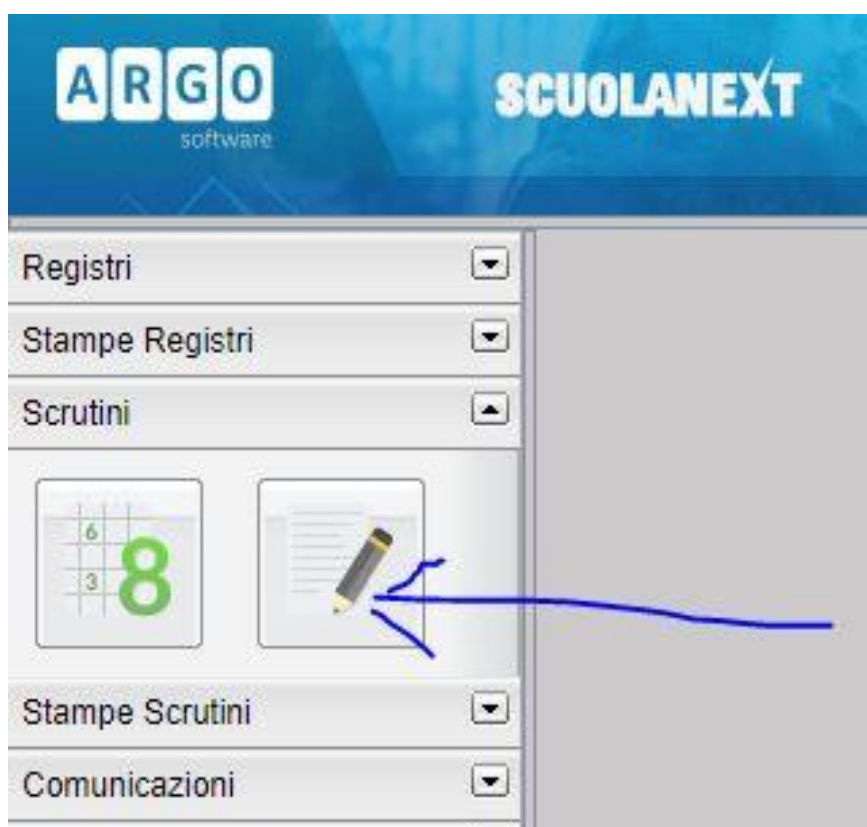 ARGO
software
SCUOLANEXT
Registri
Stampe Registri
Scrutini
6
3
8
Stampe Scrutini
Comunicazioni